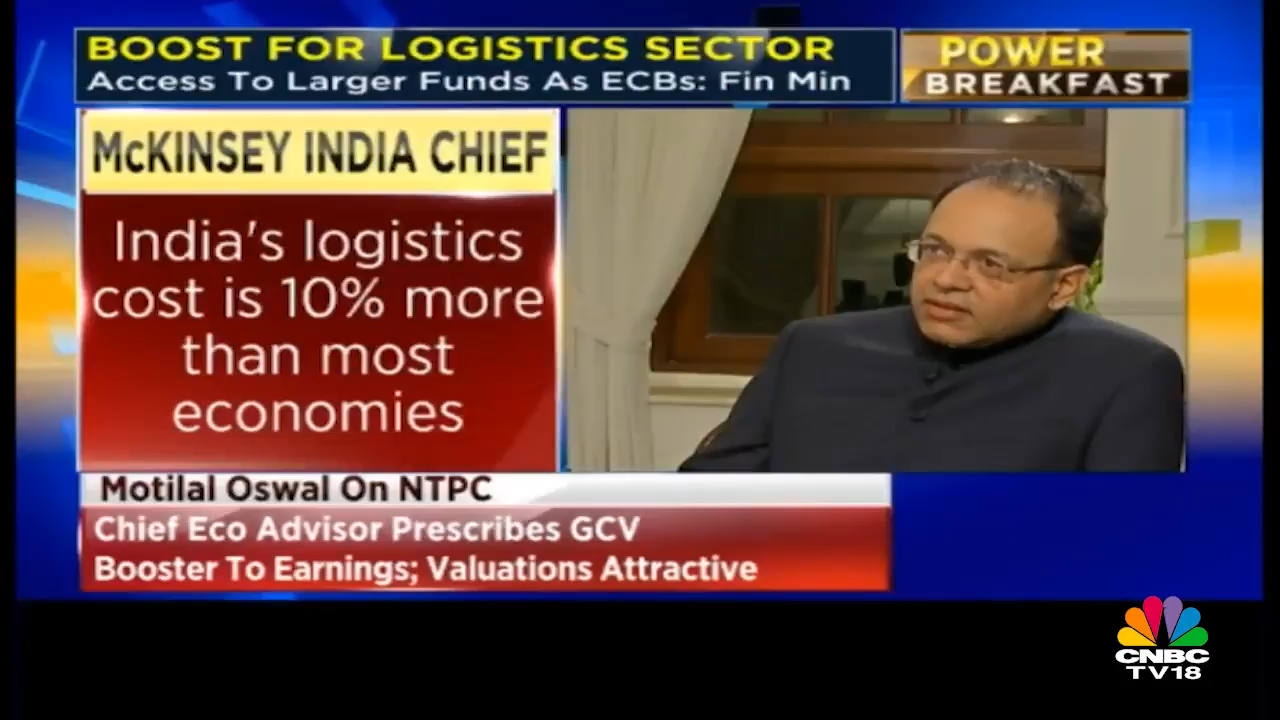 BOOST FOR LOGISTICS SECTOR
Access To Larger Funds As ECBs: Fin Min
POWER
BREAKFAST
McKINSEY INDIA CHIEF
India's logistics
cost is 10% more
than most
economies
Motilal Oswal On NTPC
Chief Eco Advisor Prescribes GCV
Booster To Earnings; Valuations Attractive
CNBC
TV18